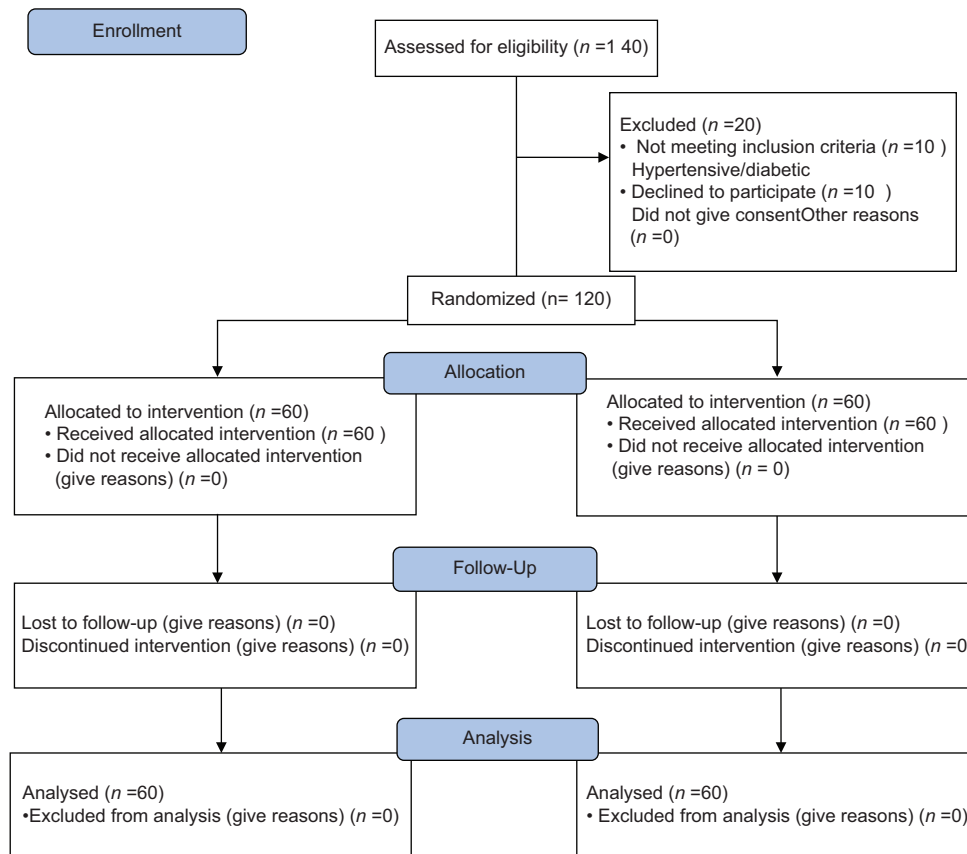 Enrollment
Assessed for eligibility (n =1 40)
Excluded (n =20)
• Not meeting inclusion criteria (n =10 )
Hypertensive/diabetic
• Declined to participate (n =10 )
Did not give consentOther reasons
(n =0)
Randomized (n= 120)
Allocation
Allocated to intervention (n =60)
• Received allocated intervention (n =60 )
• Did not receive allocated intervention
(give reasons) (n =0)
Allocated to intervention (n =60)
• Received allocated intervention (n =60 )
• Did not receive allocated intervention
(give reasons) (n = 0)
Follow-Up
Lost to follow-up (give reasons) (n =0)
Discontinued intervention (give reasons) (n =0)
Lost to follow-up (give reasons) (n =0)
Discontinued intervention (give reasons) (n =0
Analysis
Analysed (n =60)
•Excluded from analysis (give reasons) (n =0)
Analysed (n =60)
• Excluded from analysis (give reasons) (n =0)